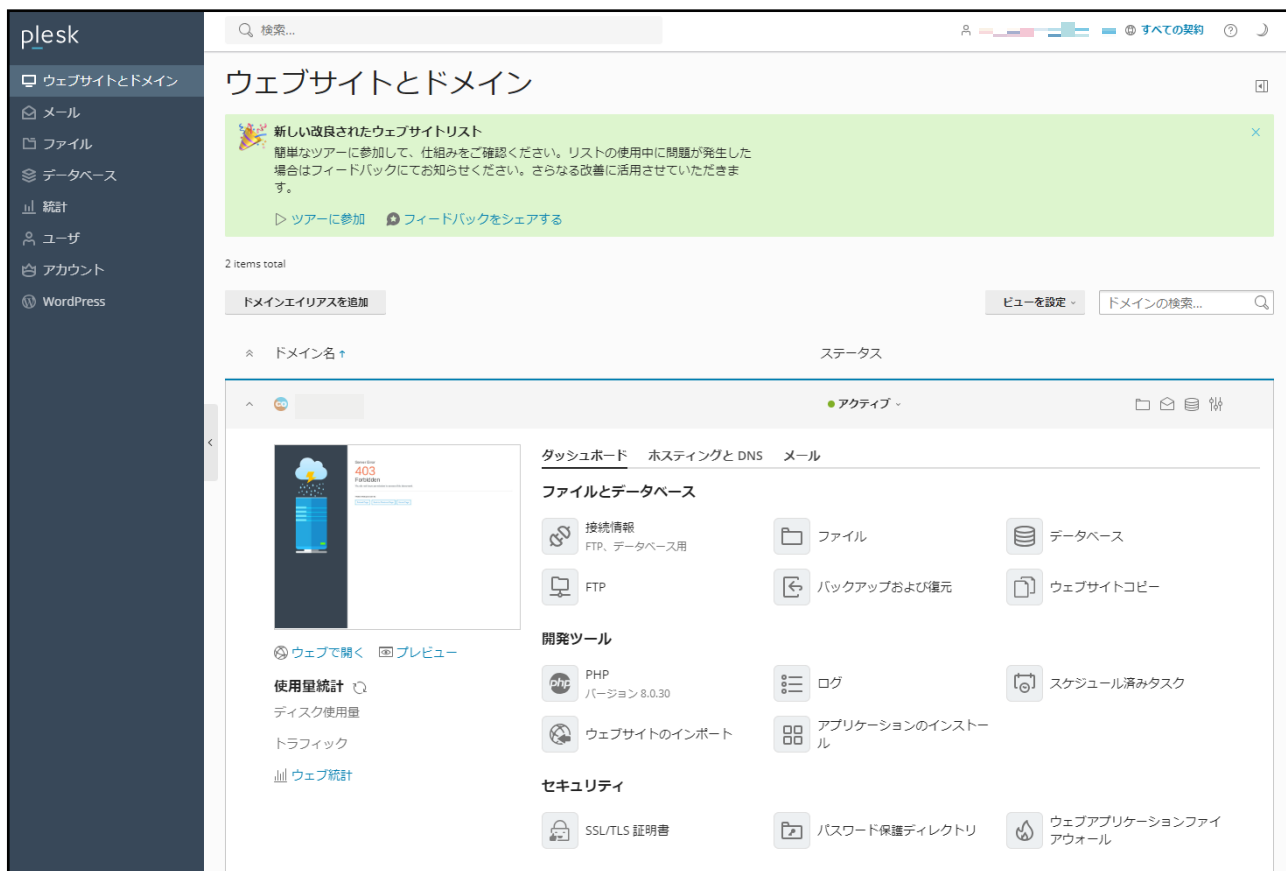 plesk
検索...
すべての契約
ウェブサイトとドメイン
メール
ファイル
データベース
統計
ユーザ
アカウント
WordPress
ウェブサイトとドメイン
新しい改良されたウェブサイトリスト
簡単なツアーに参加して、仕組みをご確認ください。リストの使用中に問題が発生した
場合はフィードバックにてお知らせください。さらなる改善に活用させていただきま
す。
ツアーに参加 フィードバックをシェアする
2 items total
ドメインエイリアスを追加
ビューを設定
ドメインの検索...
ドメイン名 ↑ ステータス
アクティブ
403
Forbidden
ウェブで開く プレビュー
使用量統計
ディスク使用量
トラフィック
ウェブ統計
ダッシュボード ホスティングと DNS メール
ファイルとデータベース
接続情報
FTP、データベース用
ファイル
データベース
FTP
バックアップおよび復元
ウェブサイトコピー
開発ツール
php
PHP
バージョン 8.0.30
ログ
スケジュール済みタスク
ウェブサイトのインポート
アプリケーションのインストー
ル
セキュリティ
SSL/TLS 証明書
パスワード保護ディレクトリ
ウェブアプリケーションファイ
アウォール